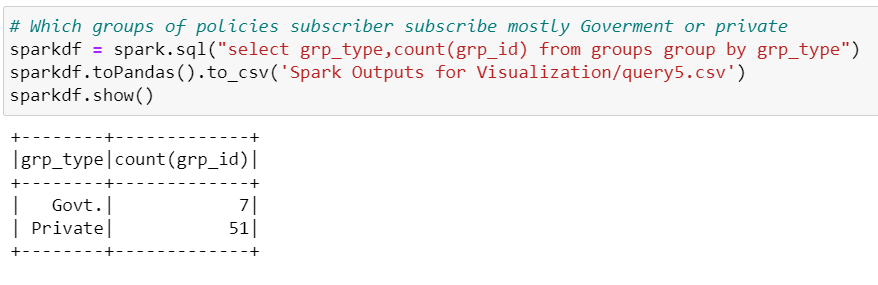 # Which groups of policies subscriber subscribe mostly Goverment or private
sparkdf = spark.sql("select grp_type,count(grp_id) from groups group by grp_type")
sparkdf.toPandas().to_csv('Spark Outputs for Visualization/query5.csv')
sparkdf.show()
+--------+-------------+
|grp_type|count(grp_id)|
+--------+-------------+
|   Govt.|            7|
| Private|           51|
+--------+-------------+